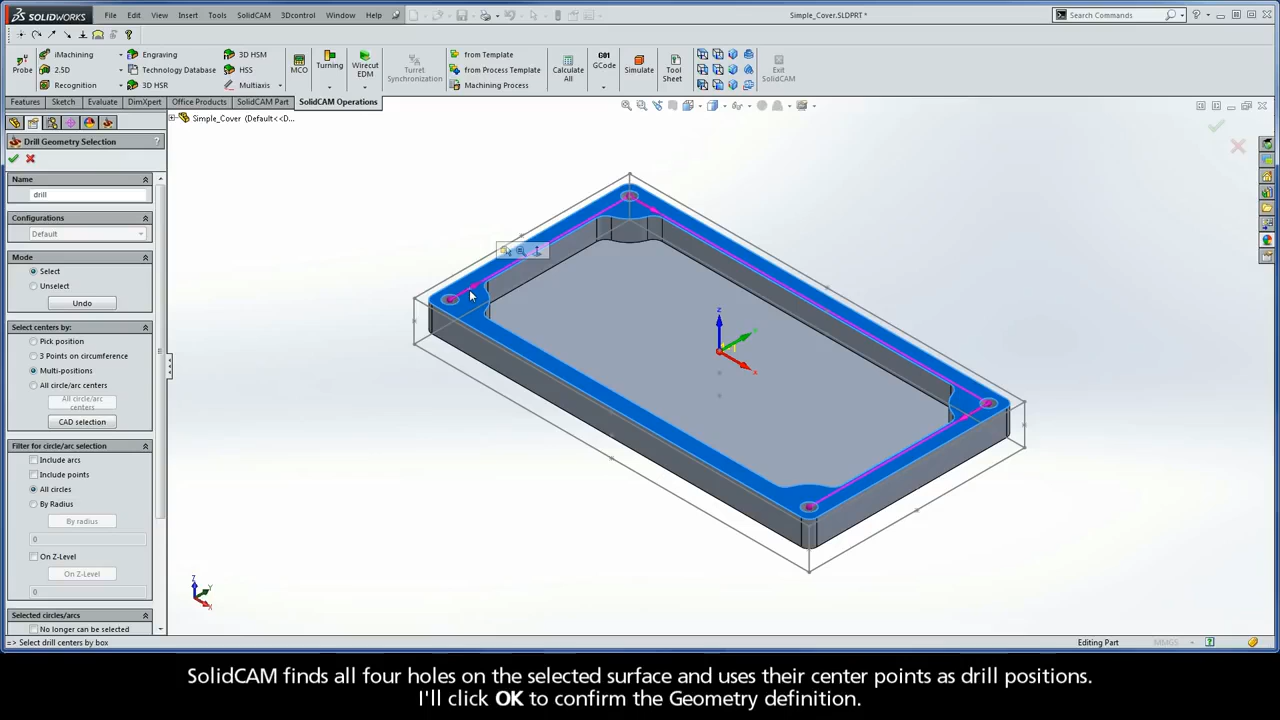 SOLIDWORKS File Edit View Insert Tools SolidCAM 3Dcontrol Window Help Simple_Cover.SLDPRT * Search Commands
Probe
iMachining
2.5D
Recognition
Engraving
Technology Database
3D HSR
3D HSM
HSS
Multiaxis
MCO
Turning
Wirecut EDM
Turret Synchronization
from Template
from Process Template
Machining Process
Calculate All
G01 GCode
Simulate
Tool Sheet
Exit SolidCAM
Features Sketch Evaluate DimXpert Office Products SolidCAM Part SolidCAM Operations
Simple_Cover (Default<<D...
Drill Geometry Selection ?
Name
drill
Configurations
Default
Mode
Select
Unselect
Undo
Select centers by:
Pick position
3 Points on circumference
Multi-positions
All circle/arc centers
All circle/arc
centers
CAD selection
Filter for circle/arc selection
Include arcs
Include points
All circles
By Radius
By radius
0
On Z-Level
On Z-Level
0
Selected circles/arcs
No longer can be selected
z
x
Z
Y
X
=> Select drill centers by box Editing Part MMGS
SolidCAM finds all four holes on the selected surface and uses their center points as drill positions.
I'll click OK to confirm the Geometry definition.